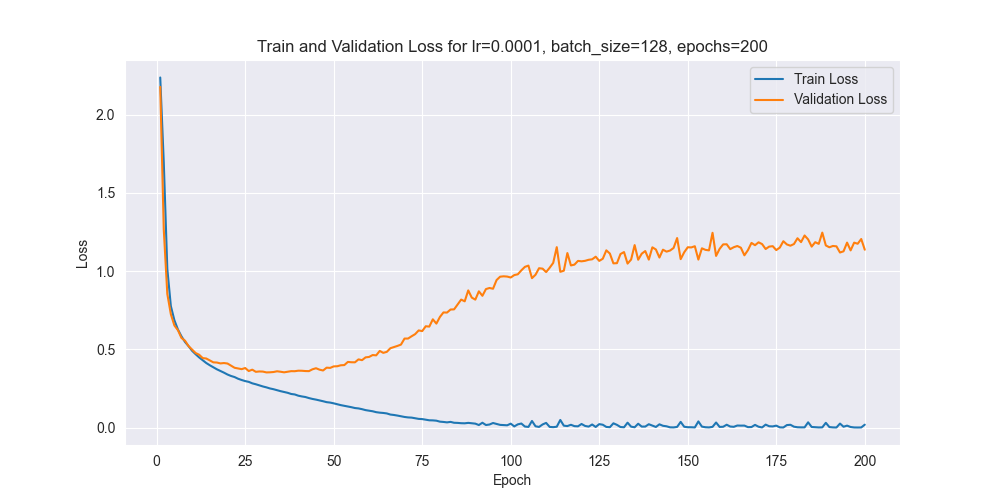 Train and Validation Loss for lr=0.0001, batch_size=128, epochs=200
Train Loss
Validation Loss
2.0
1.5
1.0
0.5
0.0
Loss
0 25 50 75 100 125 150 175 200
Epoch